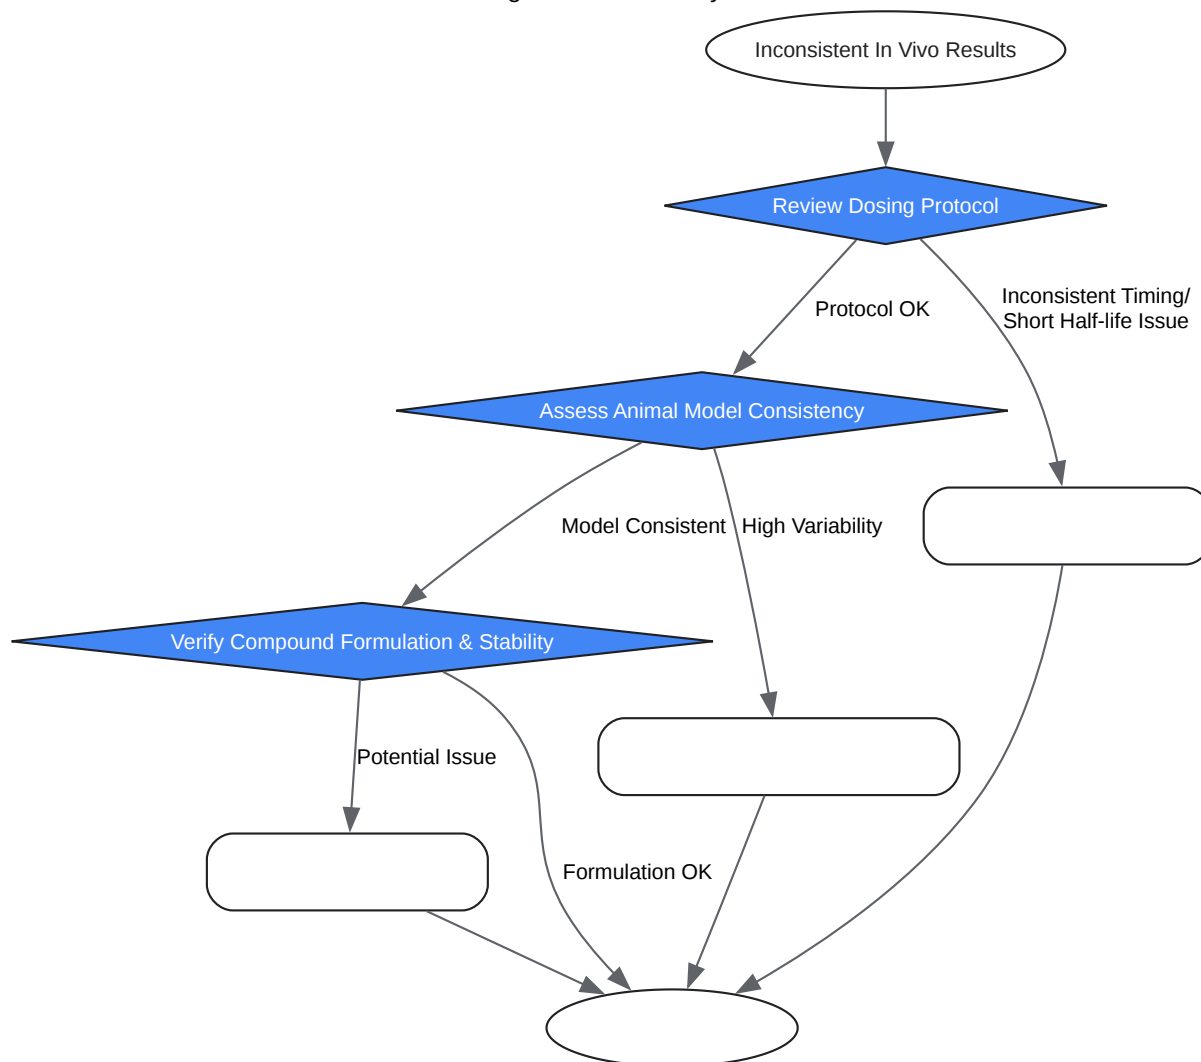 Inconsistent In Vivo Results
Review Dosing Protocol
Protocol OK
Inconsistent Timing/
Short Half-life Issue
Assess Animal Model Consistency
Model Consistent
High Variability
Verify Compound Formulation & Stability
Potential Issue
Formulation OK